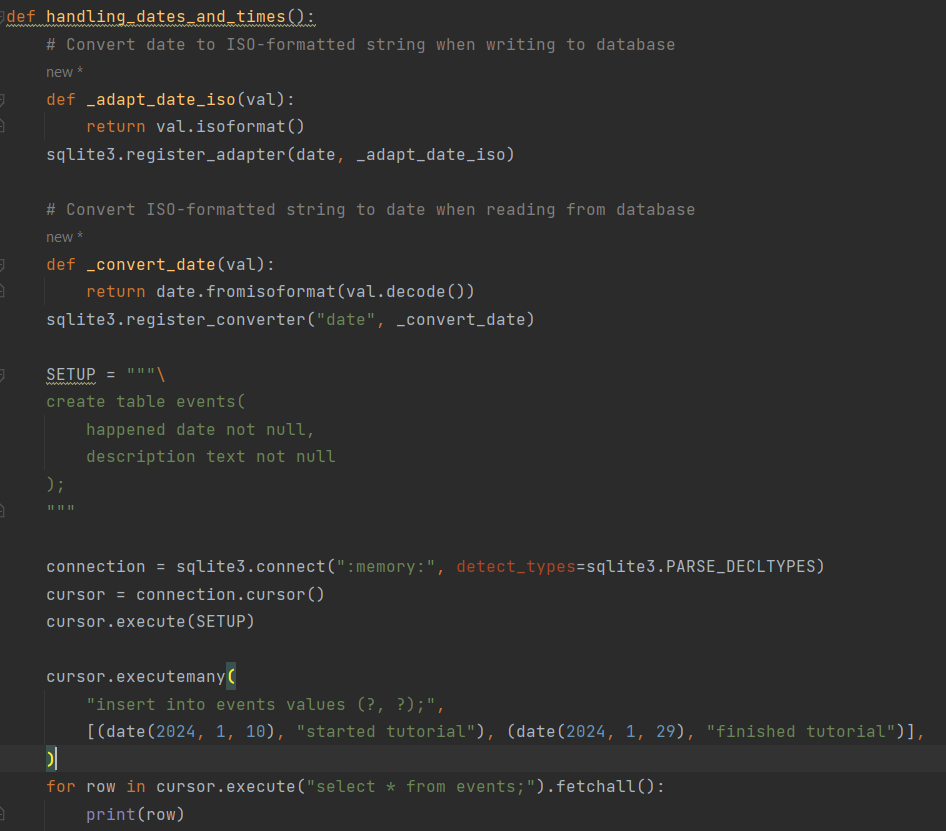 def handling_dates_and_times():
    # Convert date to ISO-formatted string when writing to database
    new *
    def _adapt_date_iso(val):
        return val.isoformat()
    sqlite3.register_adapter(date, _adapt_date_iso)

    # Convert ISO-formatted string to date when reading from database
    new *
    def _convert_date(val):
        return date.fromisoformat(val.decode())
    sqlite3.register_converter("date", _convert_date)

    SETUP = """\
    create table events(
        happened date not null,
        description text not null
    );
    """

    connection = sqlite3.connect(":memory:", detect_types=sqlite3.PARSE_DECLTYPES)
    cursor = connection.cursor()
    cursor.execute(SETUP)

    cursor.executemany(
        "insert into events values (?, ?);",
        [(date(2024, 1, 10), "started tutorial"), (date(2024, 1, 29), "finished tutorial")],
    )
    for row in cursor.execute("select * from events;").fetchall():
        print(row)